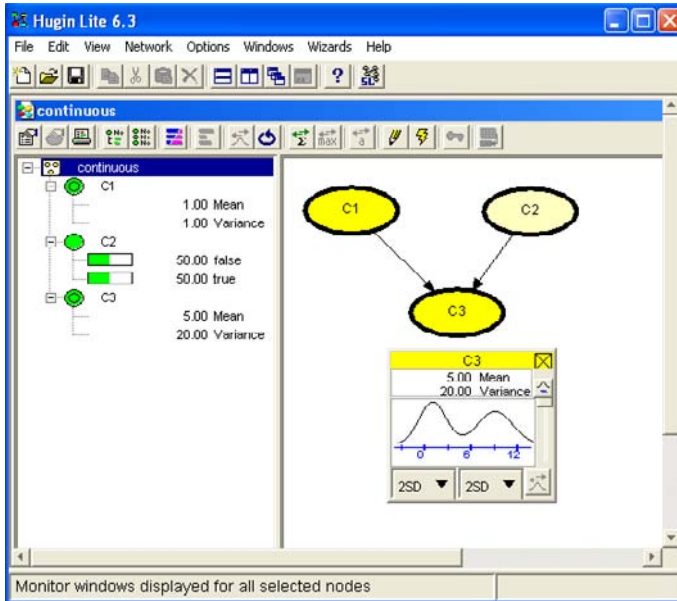 Hugin Lite 6.3
File Edit View Network Options Windows Wizards Help
continuous
continuous
C1
1.00 Mean
1.00 Variance
C2
50.00 false
50.00 true
C3
5.00 Mean
20.00 Variance
C1
C2
C3
C3
5.00 Mean
20.00 Variance
0 6 12
2SD 2SD
Monitor windows displayed for all selected nodes